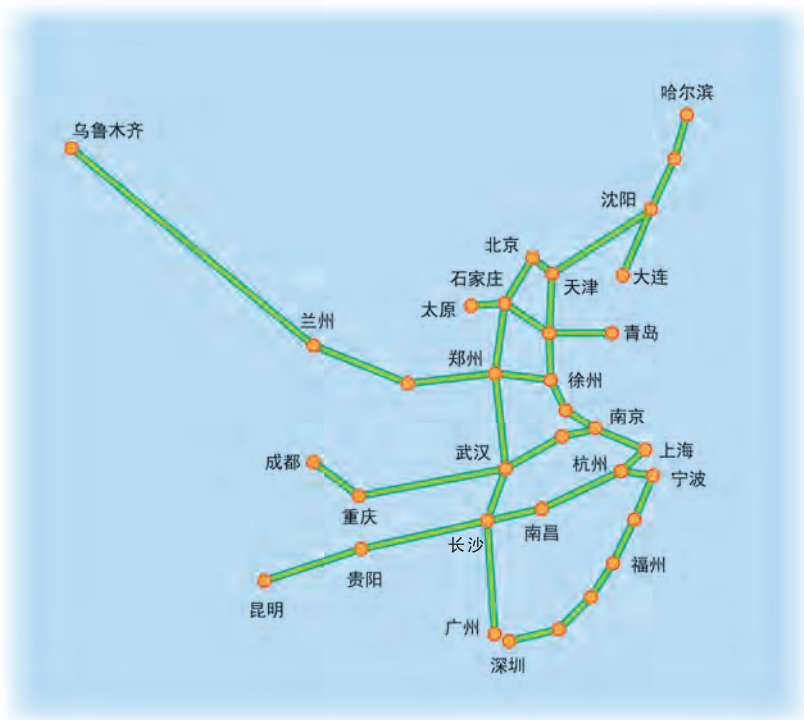 哈尔滨
乌鲁木齐
沈阳
北京
石家庄
天津
大连
太原
兰州
青岛
郑州
徐州
南京
武汉
上海
成都
杭州
宁波
重庆
南昌
长沙
福州
贵阳
昆明
广州
深圳